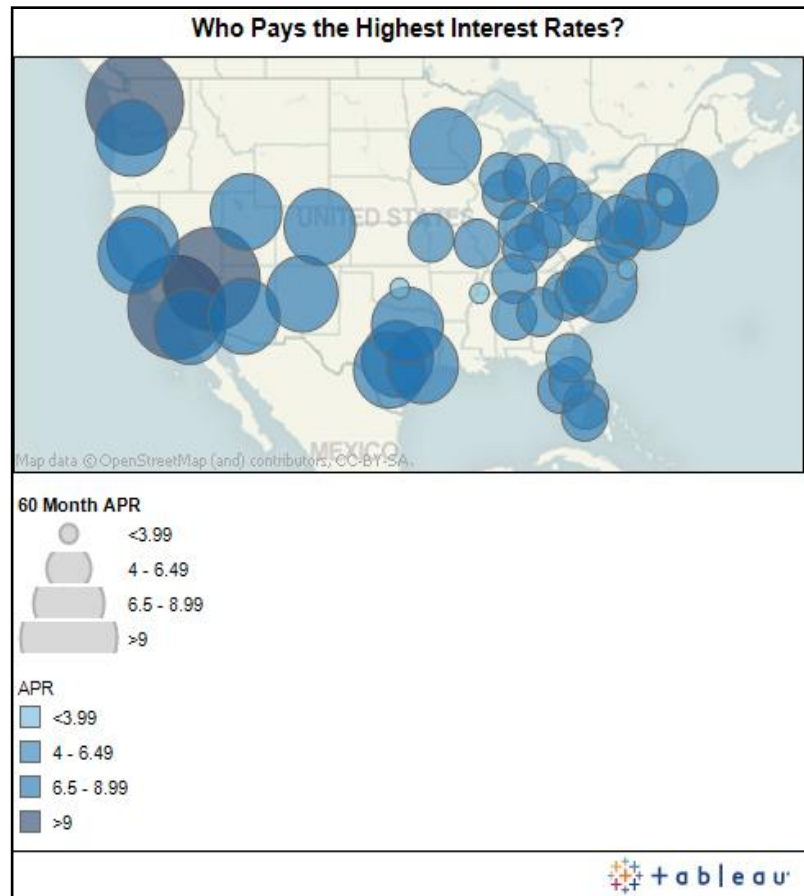 Who Pays the Highest Interest Rates?
UNITED STATES
MEXICO
Map data © OpenStreetMap (and) contributors, CC-BY-SA.
60 Month APR
<3.99
4 - 6.49
6.5 - 8.99
>9
APR
<3.99
4 - 6.49
6.5 - 8.99
>9
+ableau